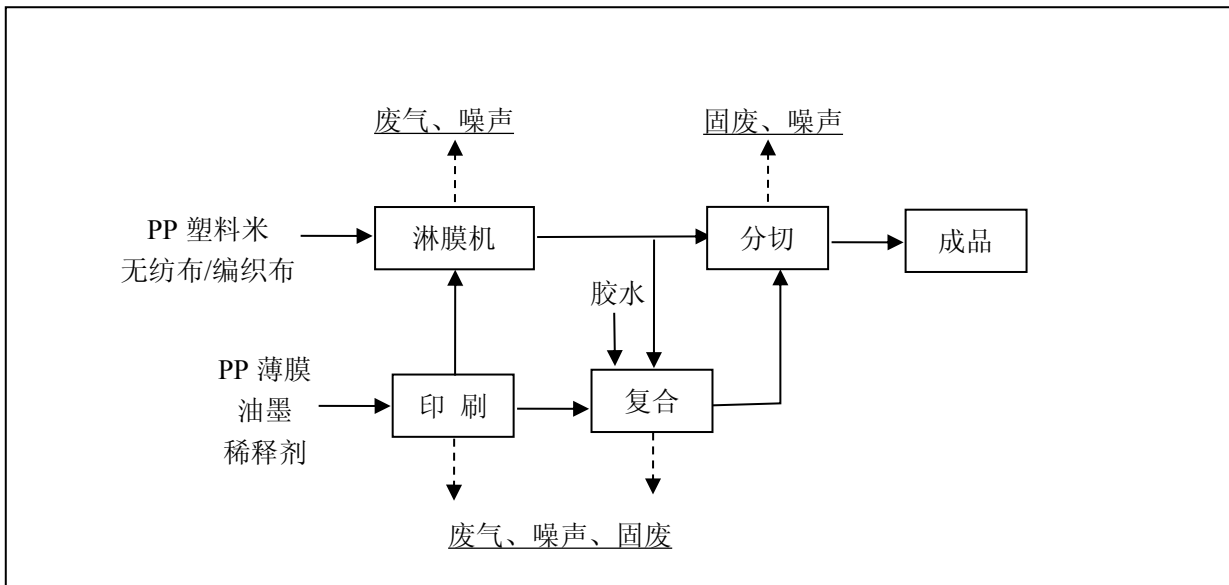 废气、噪声
固废、噪声
PP 塑料米
无纺布/编织布
淋膜机
分切
成品
胶水
PP 薄膜
油墨
稀释剂
印 刷
复合
废气、噪声、固废